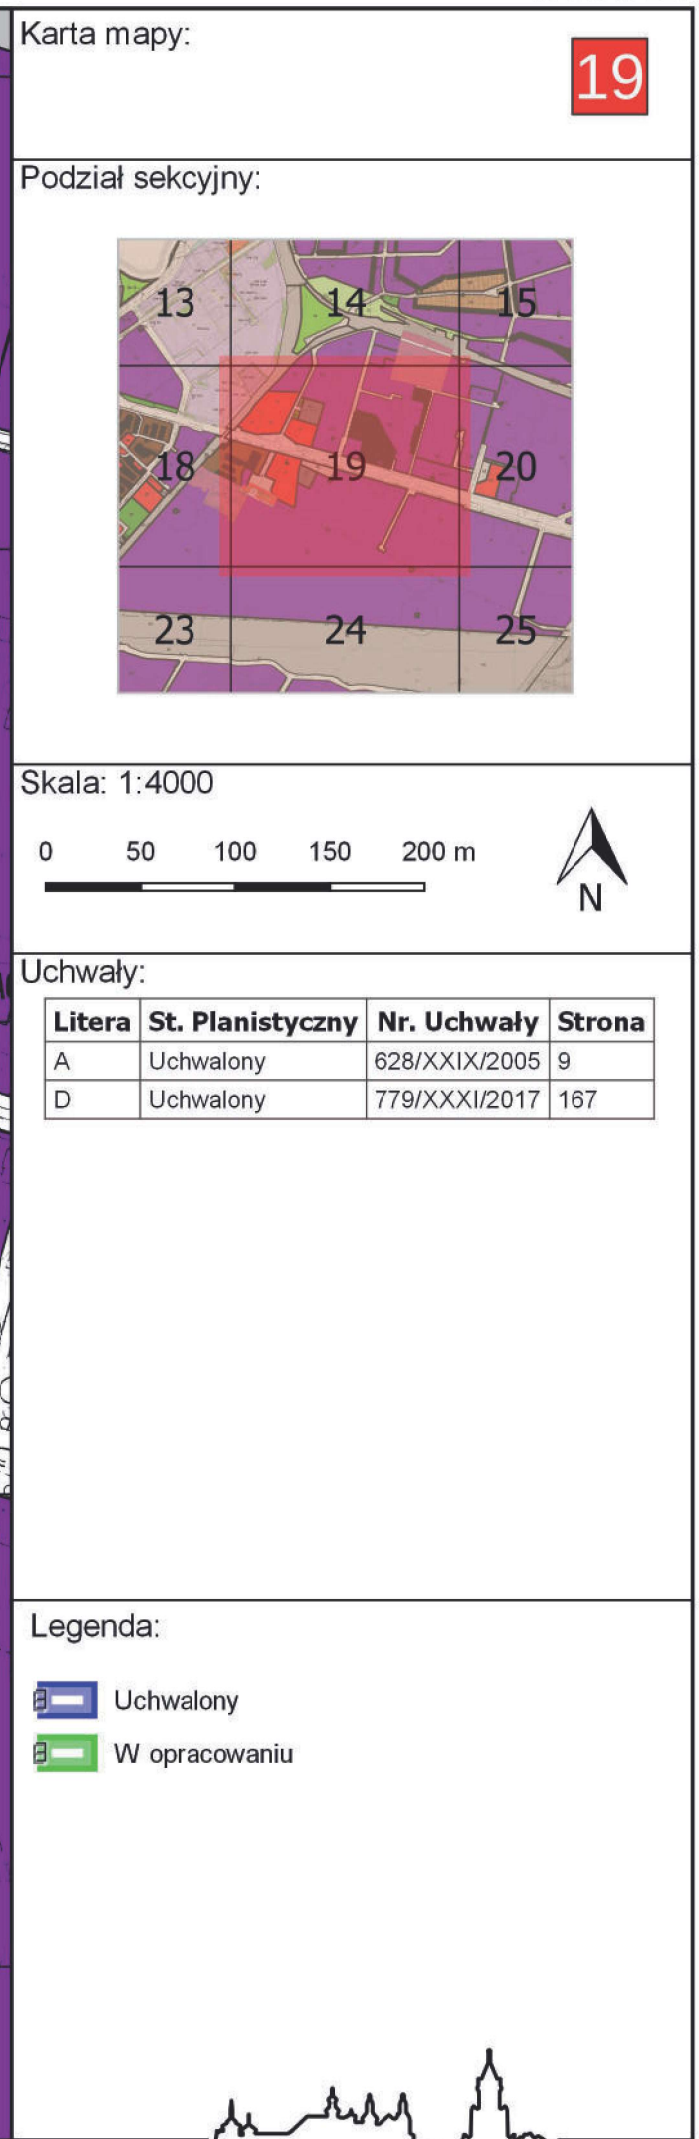 Karta mapy:
19
Podział sekcyjny:
13 14 15
18 19 20
23 24 25
Skala: 1:4000
0 50 100 150 200 m
N
Uchwały:
Litera St. Planistyczny Nr. Uchwały Strona
A Uchwalony 628/XXIX/2005 9
D Uchwalony 779/XXXI/2017 167
Legenda:
Uchwalony
W opracowaniu